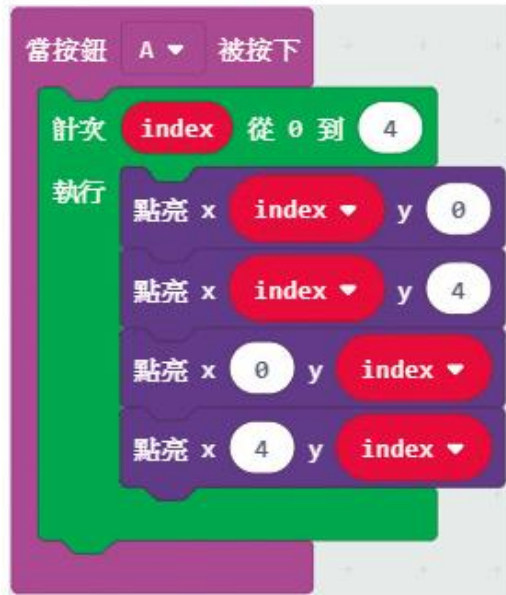 當按鈕 A 被按下
計次 index 從 0 到 4
執行
點亮 x index y 0
點亮 x index y 4
點亮 x 0 y index
點亮 x 4 y index